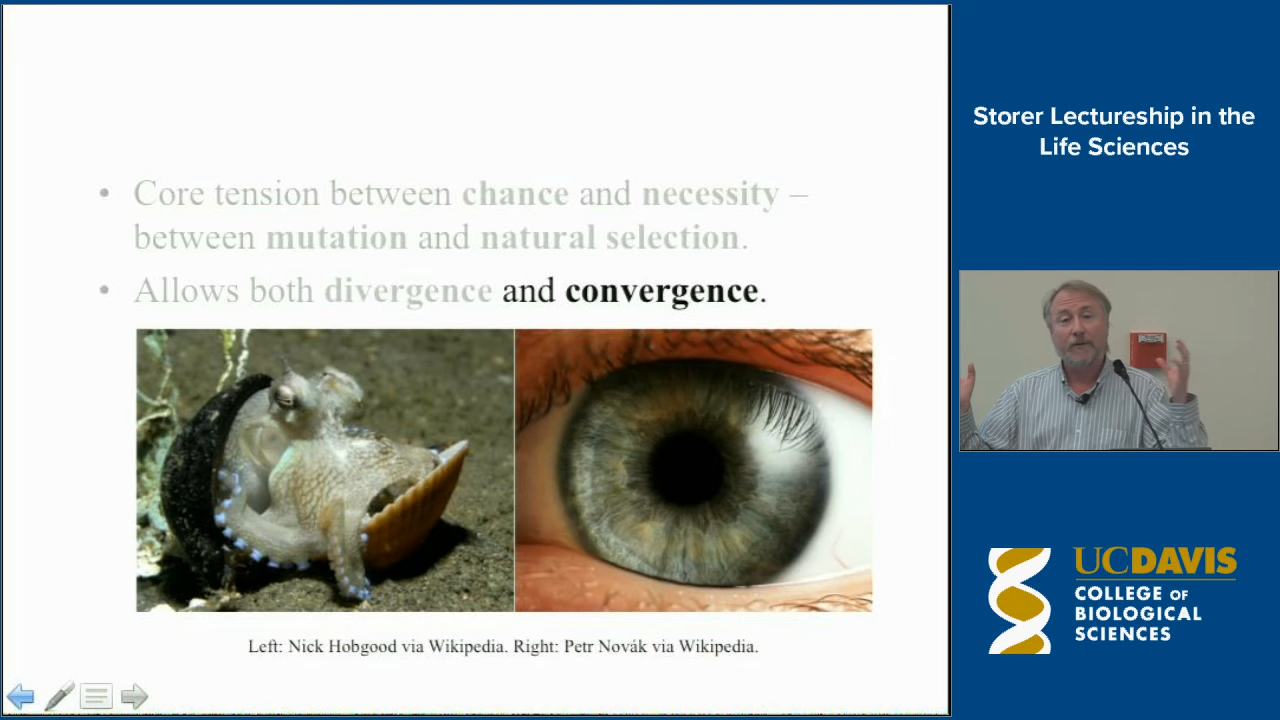 • Core tension between chance and necessity –
between mutation and natural selection.
• Allows both divergence and convergence.
Left: Nick Hobgood via Wikipedia. Right: Petr Novák via Wikipedia.
Storer Lectureship in the
Life Sciences
UCDAVIS
COLLEGE OF
BIOLOGICAL
SCIENCES